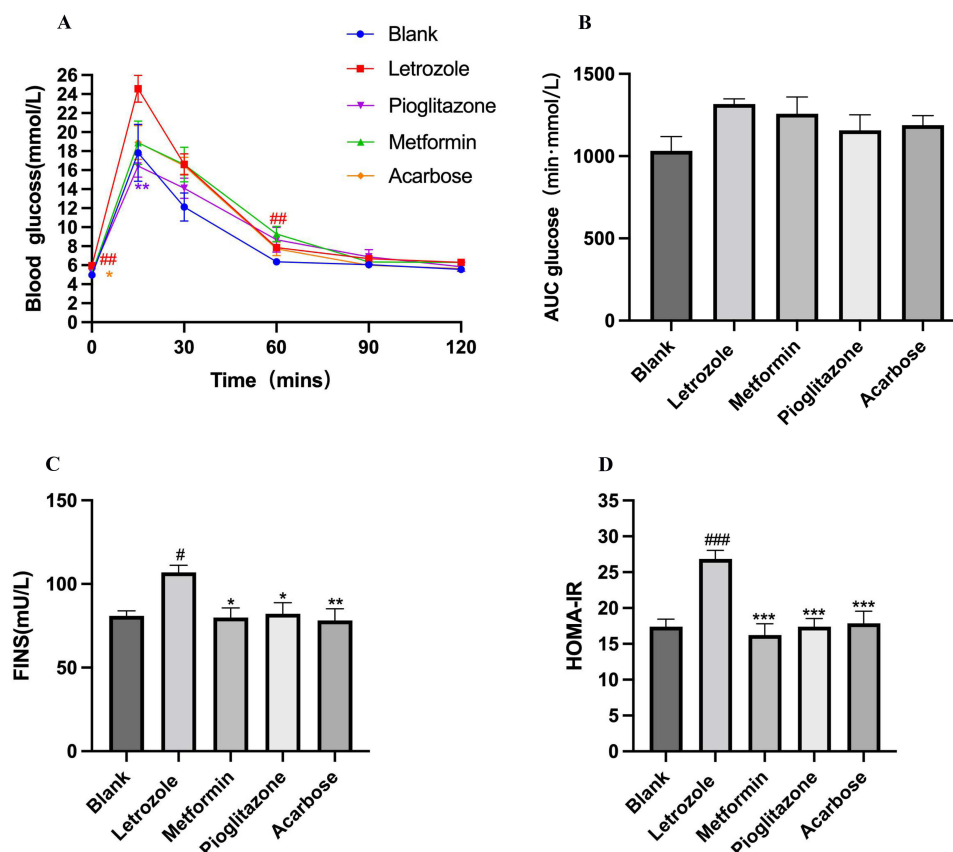 A
Blank
Letrozole
Pioglitazone
Metformin
Acarbose
Blood glucoss(mmol/L)
26
24
22
20
18
16
14
12
10
8
6
4
2
0
##
*
**
##
0 30 60 90 120
Time (mins)
B
AUC glucose (min·mmol/L)
1500
1000
500
0
Blank Letrozole Metformin Pioglitazone Acarbose
C
FINS(mU/L)
150
100
50
0
# * * **
Blank Letrozole Metformin Pioglitazone Acarbose
D
HOMA-IR
35
30
25
20
15
10
5
0
### *** *** ***
Blank Letrozole Metformin Pioglitazone Acarbose